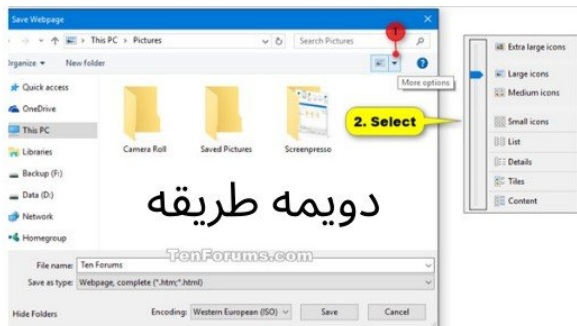 Save Webpage
This PC > Pictures
Search Pictures
1
Organize
New folder
More options
Quick access
OneDrive
This PC
Libraries
Backup (F:)
Data (D:)
Network
Homegroup
Camera Roll
Saved Pictures
Screenpresso
2. Select
Extra large icons
Large icons
Medium icons
Small icons
List
Details
Tiles
Content
دویمه طریقه
TenForums.com
File name: Ten Forums
Save as type: Webpage, complete (*.htm;*.html)
Hide Folders
Encoding: Western European (ISO)
Save
Cancel